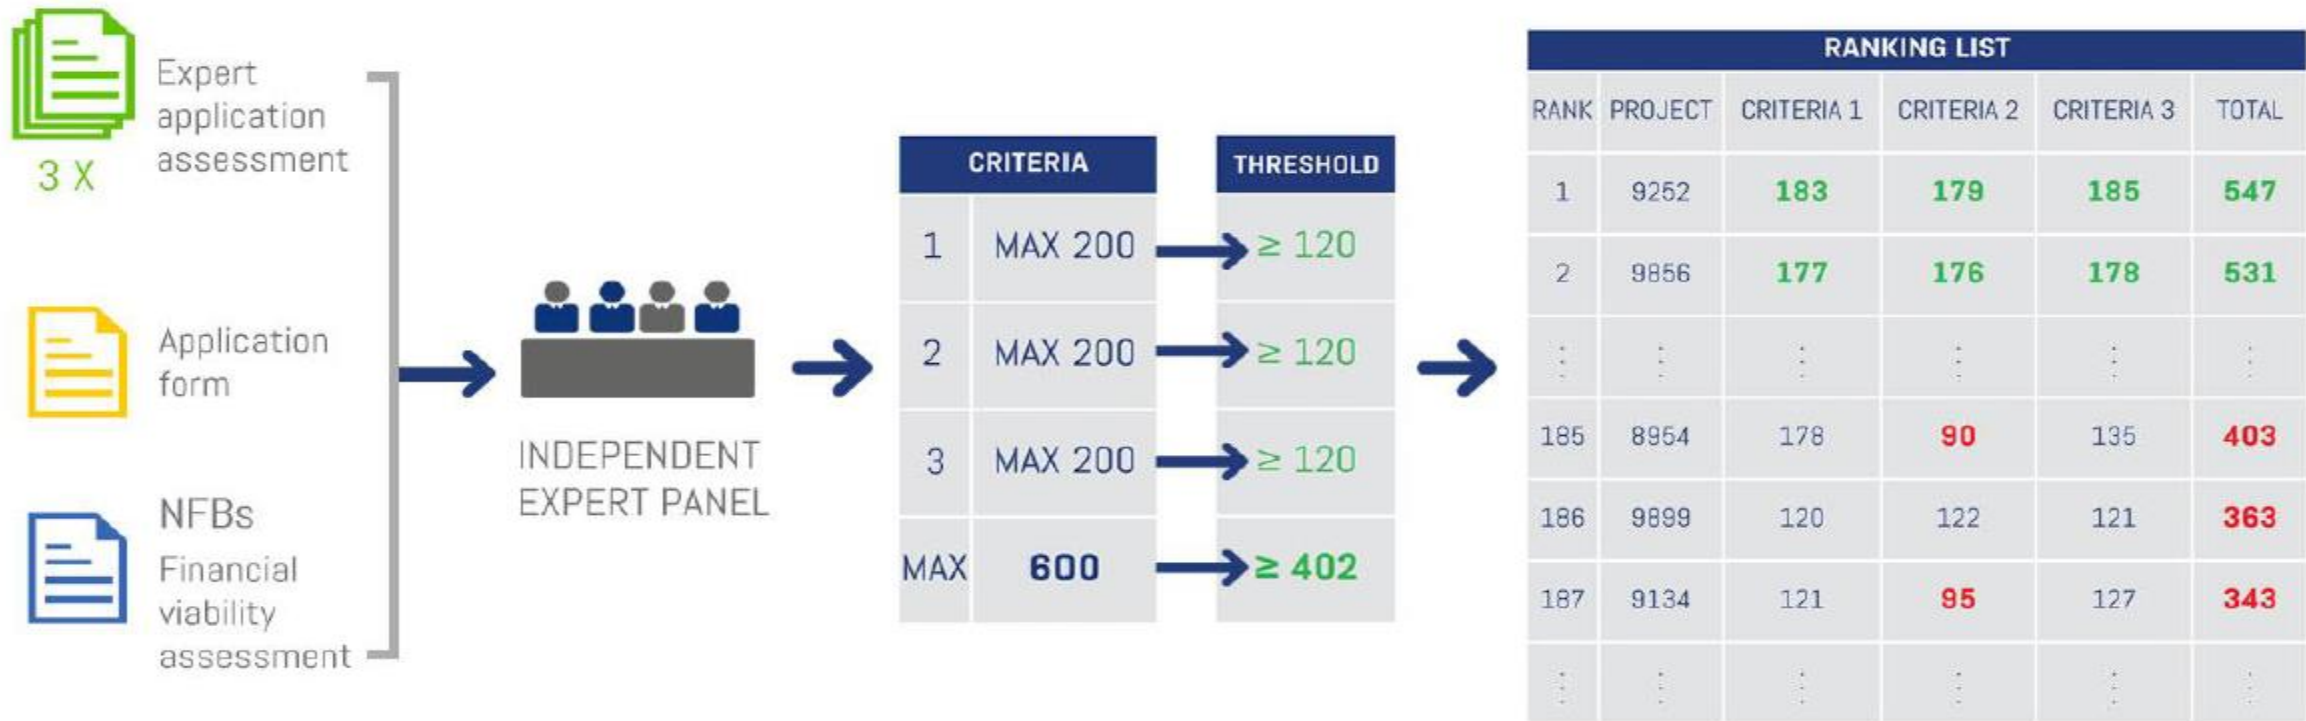 Expert
application
assessment
3 X
Application
form
NFBs
Financial
viability
assessment
INDEPENDENT
EXPERT PANEL
CRITERIA
THRESHOLD
1 MAX 200 ≥ 120
2 MAX 200 ≥ 120
3 MAX 200 ≥ 120
MAX 600 ≥ 402
RANKING LIST
RANK PROJECT CRITERIA 1 CRITERIA 2 CRITERIA 3 TOTAL
1 9252 183 179 185 547
2 9856 177 176 178 531
⋮ ⋮ ⋮ ⋮ ⋮ ⋮
185 8954 178 90 135 403
186 9899 120 122 121 363
187 9134 121 95 127 343
⋮ ⋮ ⋮ ⋮ ⋮ ⋮